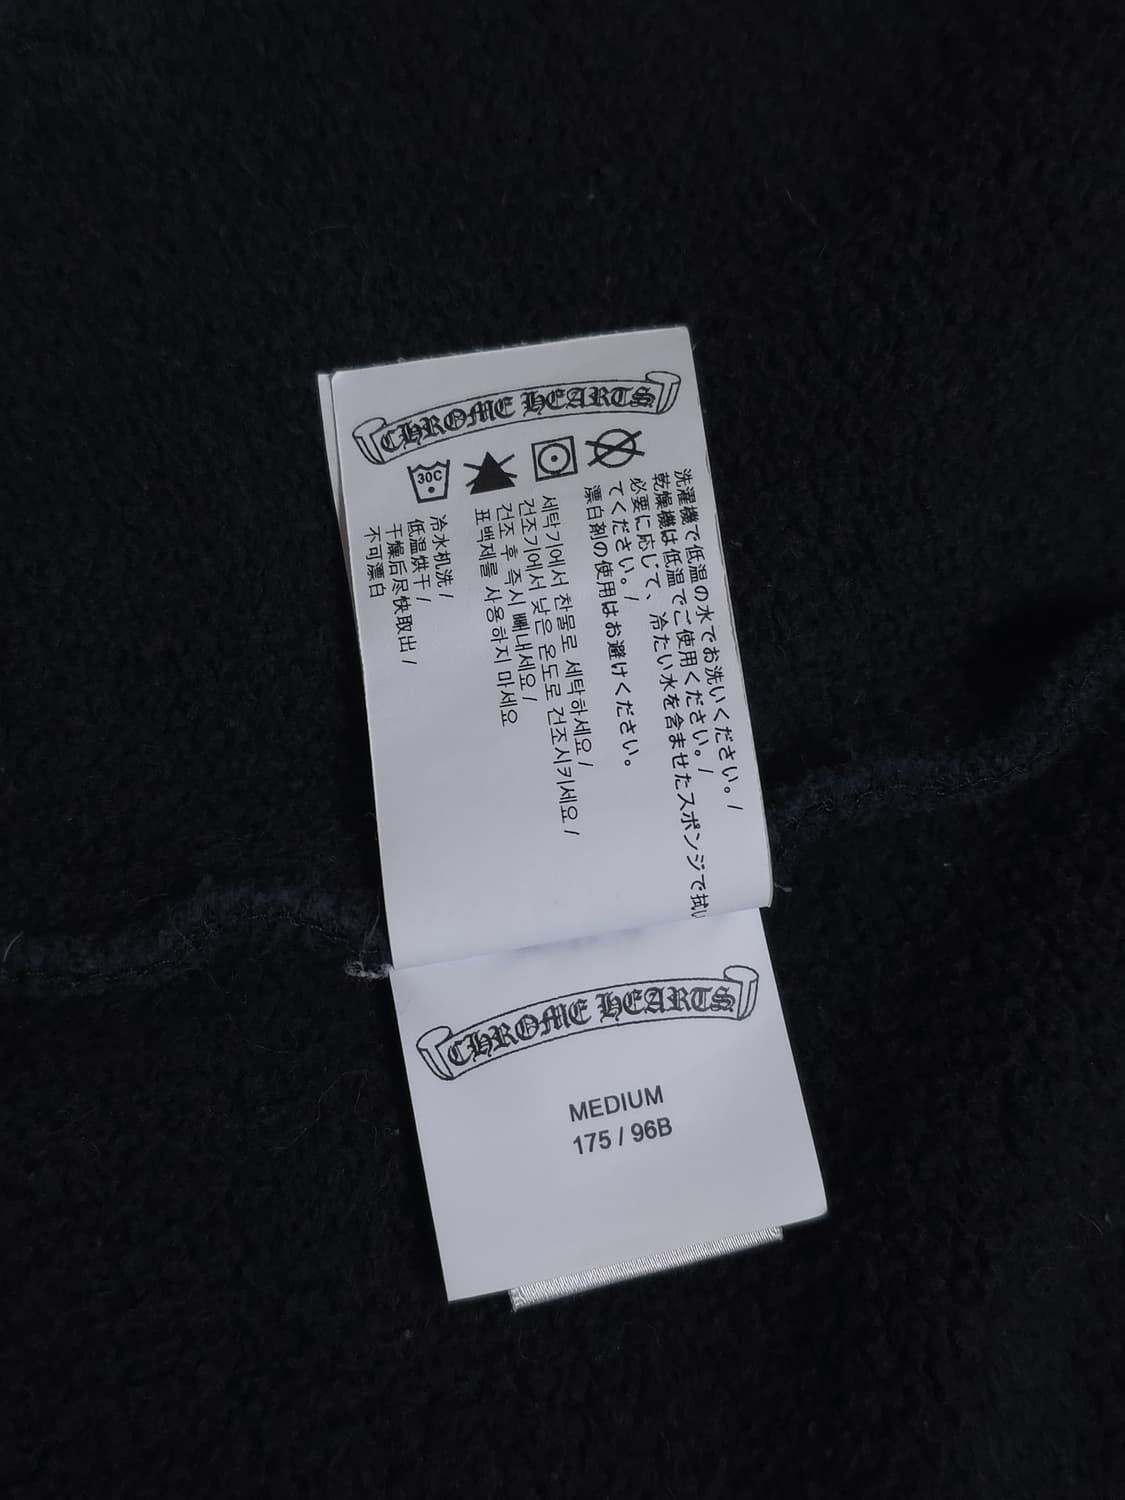 CHROME HEARTS
30C
洗濯機で低温の水でお洗いください。/
乾燥機は低温でご使用ください。/
必要に応じて、冷たい水を含ませたスポンジで拭い
てください。/
漂白剤の使用はお避けください。
세탁기에서 찬물로 세탁하세요 /
건조기에서 낮은 온도로 건조시키세요 /
건조 후 즉시 빼내세요 /
표백제를 사용하지 마세요
冷水机洗 /
低温烘干 /
干燥后尽快取出 /
不可漂白
CHROME HEARTS
MEDIUM
175 / 96B